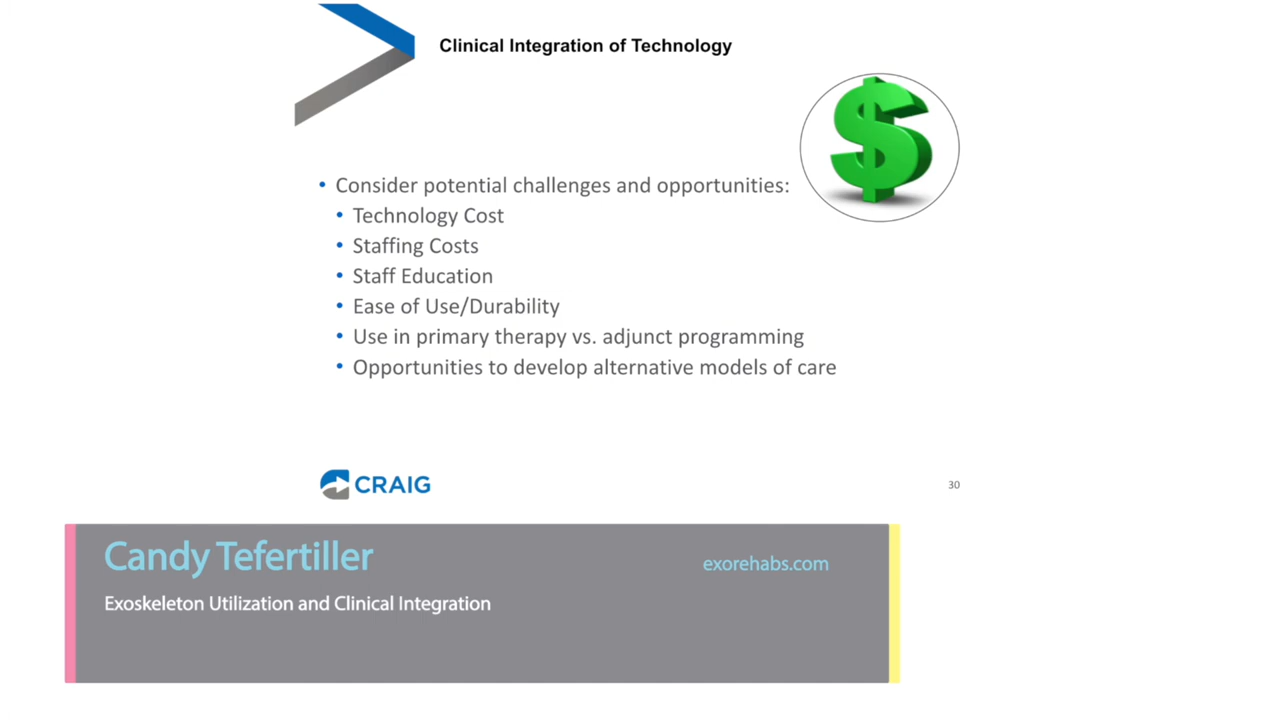 Clinical Integration of Technology
• Consider potential challenges and opportunities:
• Technology Cost
• Staffing Costs
• Staff Education
• Ease of Use/Durability
• Use in primary therapy vs. adjunct programming
• Opportunities to develop alternative models of care
CRAIG
30
Candy Tefertiller
exorehabs.com
Exoskeleton Utilization and Clinical Integration